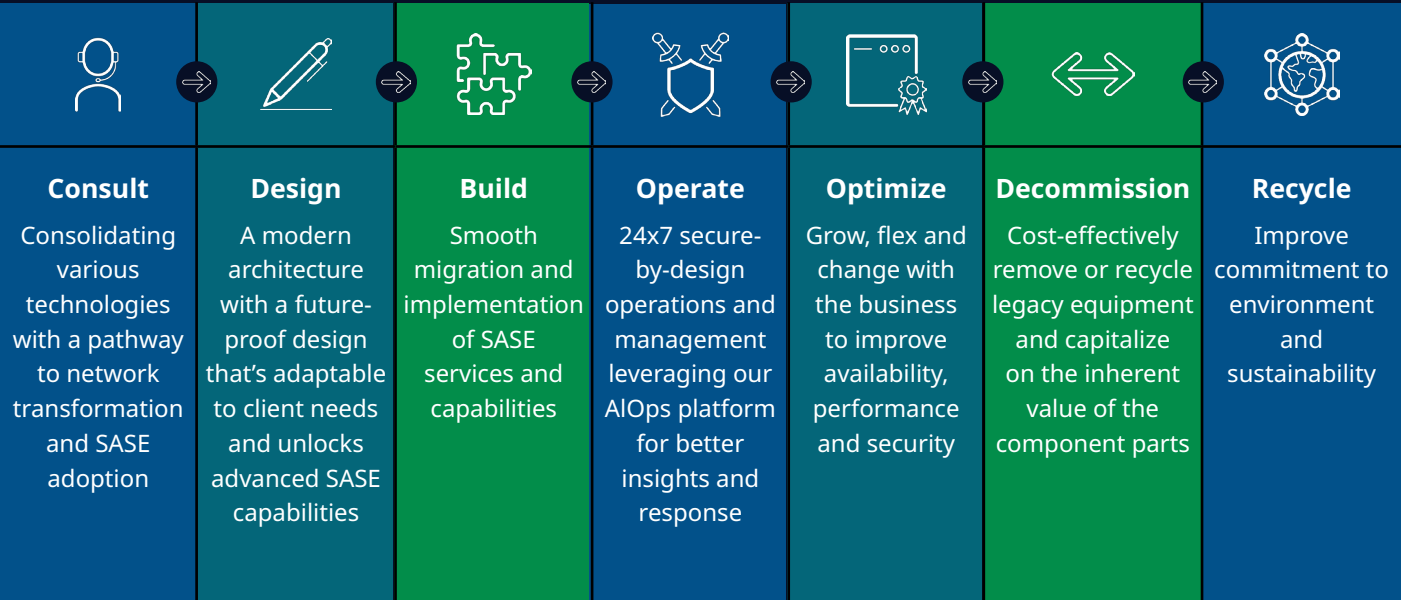 Consult
Consolidating
various
technologies
with a pathway
to network
transformation
and SASE
adoption
Design
A modern
architecture
with a future-
proof design
that’s adaptable
to client needs
and unlocks
advanced SASE
capabilities
Build
Smooth
migration and
implementation
of SASE
services and
capabilities
Operate
24x7 secure-
by-design
operations and
management
leveraging our
AlOps platform
for better
insights and
response
Optimize
Grow, flex and
change with
the business
to improve
availability,
performance
and security
Decommission
Cost-effectively
remove or recycle
legacy equipment
and capitalize
on the inherent
value of the
component parts
Recycle
Improve
commitment to
environment
and
sustainability